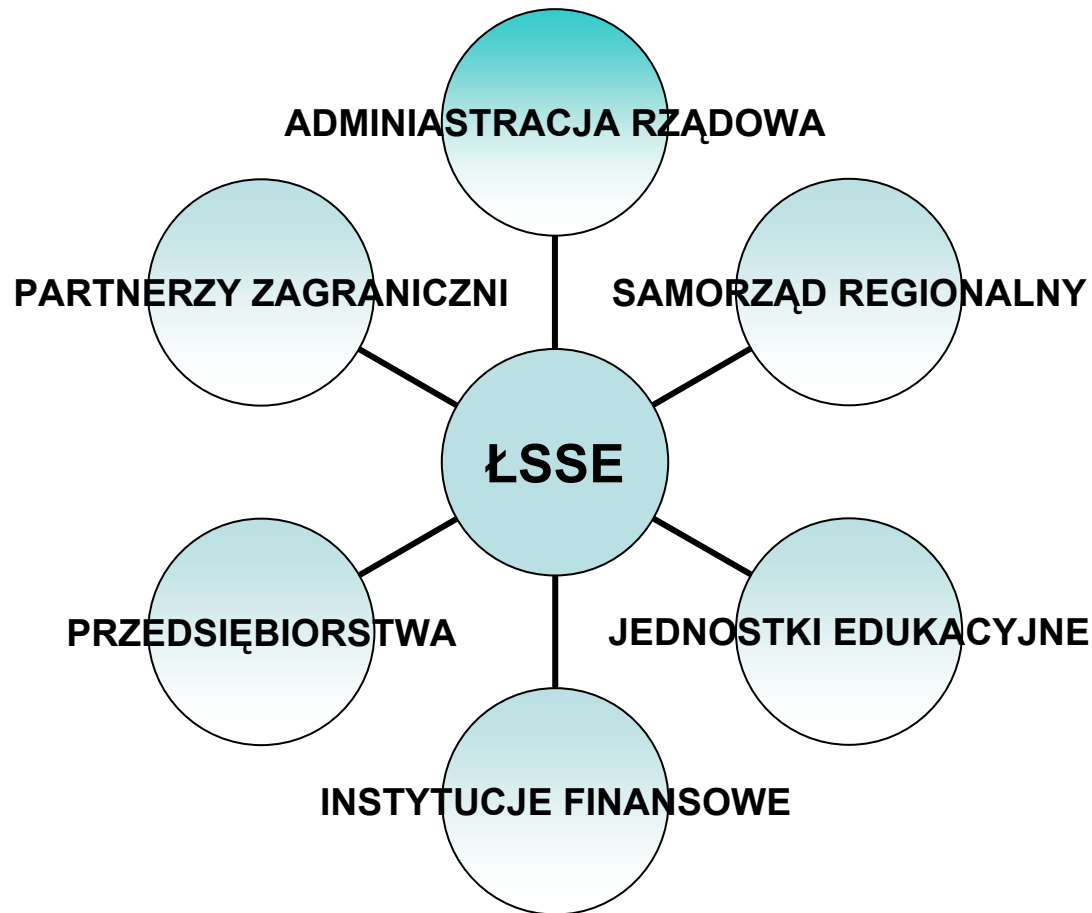 ADMINIASTRACJA RZĄDOWA
PARTNERZY ZAGRANICZNI
SAMORZĄD REGIONALNY
ŁSSE
PRZEDSIĘBIORSTWA
JEDNOSTKI EDUKACYJNE
INSTYTUCJE FINANSOWE